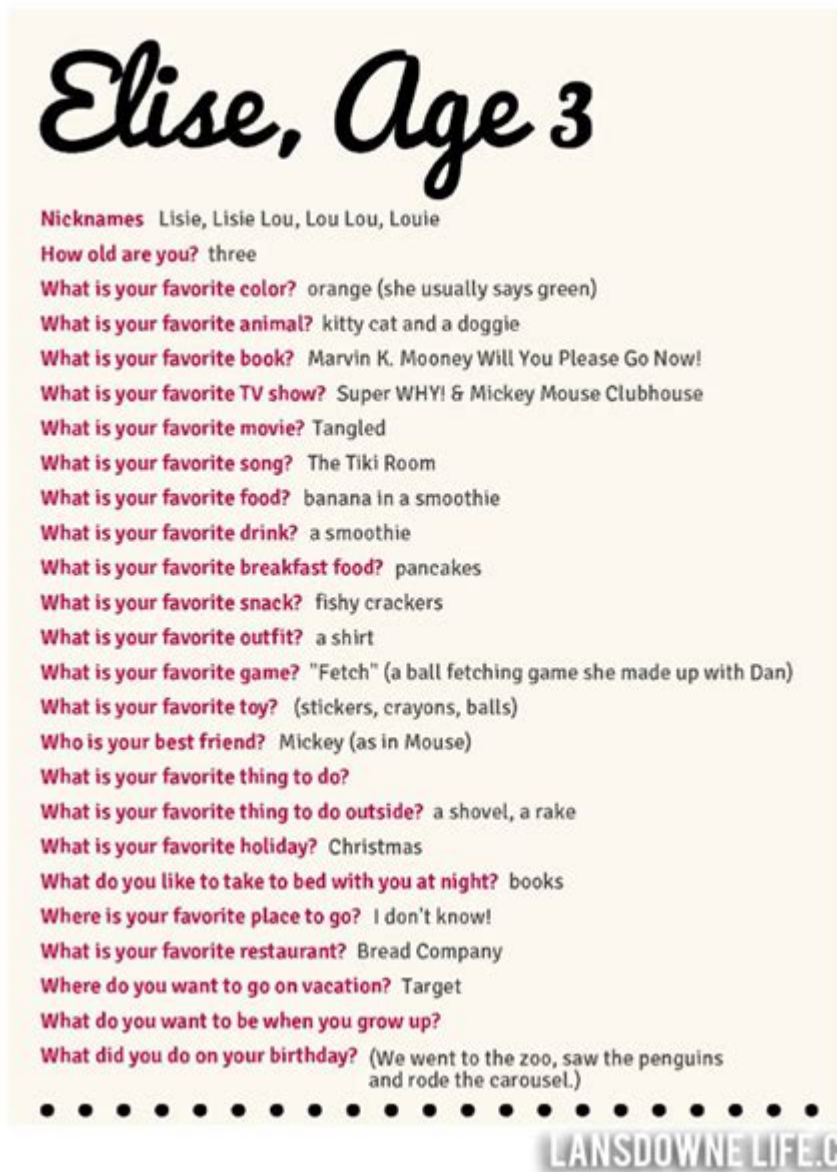 Elise, Age 3
Nicknames Lisie, Lisie Lou, Lou Lou, Louie
How old are you? three
What is your favorite color? orange (she usually says green)
What is your favorite animal? kitty cat and a doggie
What is your favorite book? Marvin K. Mooney Will You Please Go Now!
What is your favorite TV show? Super WHY! & Mickey Mouse Clubhouse
What is your favorite movie? Tangled
What is your favorite song? The Tiki Room
What is your favorite food? banana in a smoothie
What is your favorite drink? a smoothie
What is your favorite breakfast food? pancakes
What is your favorite snack? fishy crackers
What is your favorite outfit? a shirt
What is your favorite game? "Fetch" (a ball fetching game she made up with Dan)
What is your favorite toy? (stickers, crayons, balls)
Who is your best friend? Mickey (as in Mouse)
What is your favorite thing to do?
What is your favorite thing to do outside? a shovel, a rake
What is your favorite holiday? Christmas
What do you like to take to bed with you at night? books
Where is your favorite place to go? I don't know!
What is your favorite restaurant? Bread Company
Where do you want to go on vacation? Target
What do you want to be when you grow up?
What did you do on your birthday? (We went to the zoo, saw the penguins
and rode the carousel.)
LANSDOWNE LIFE.C